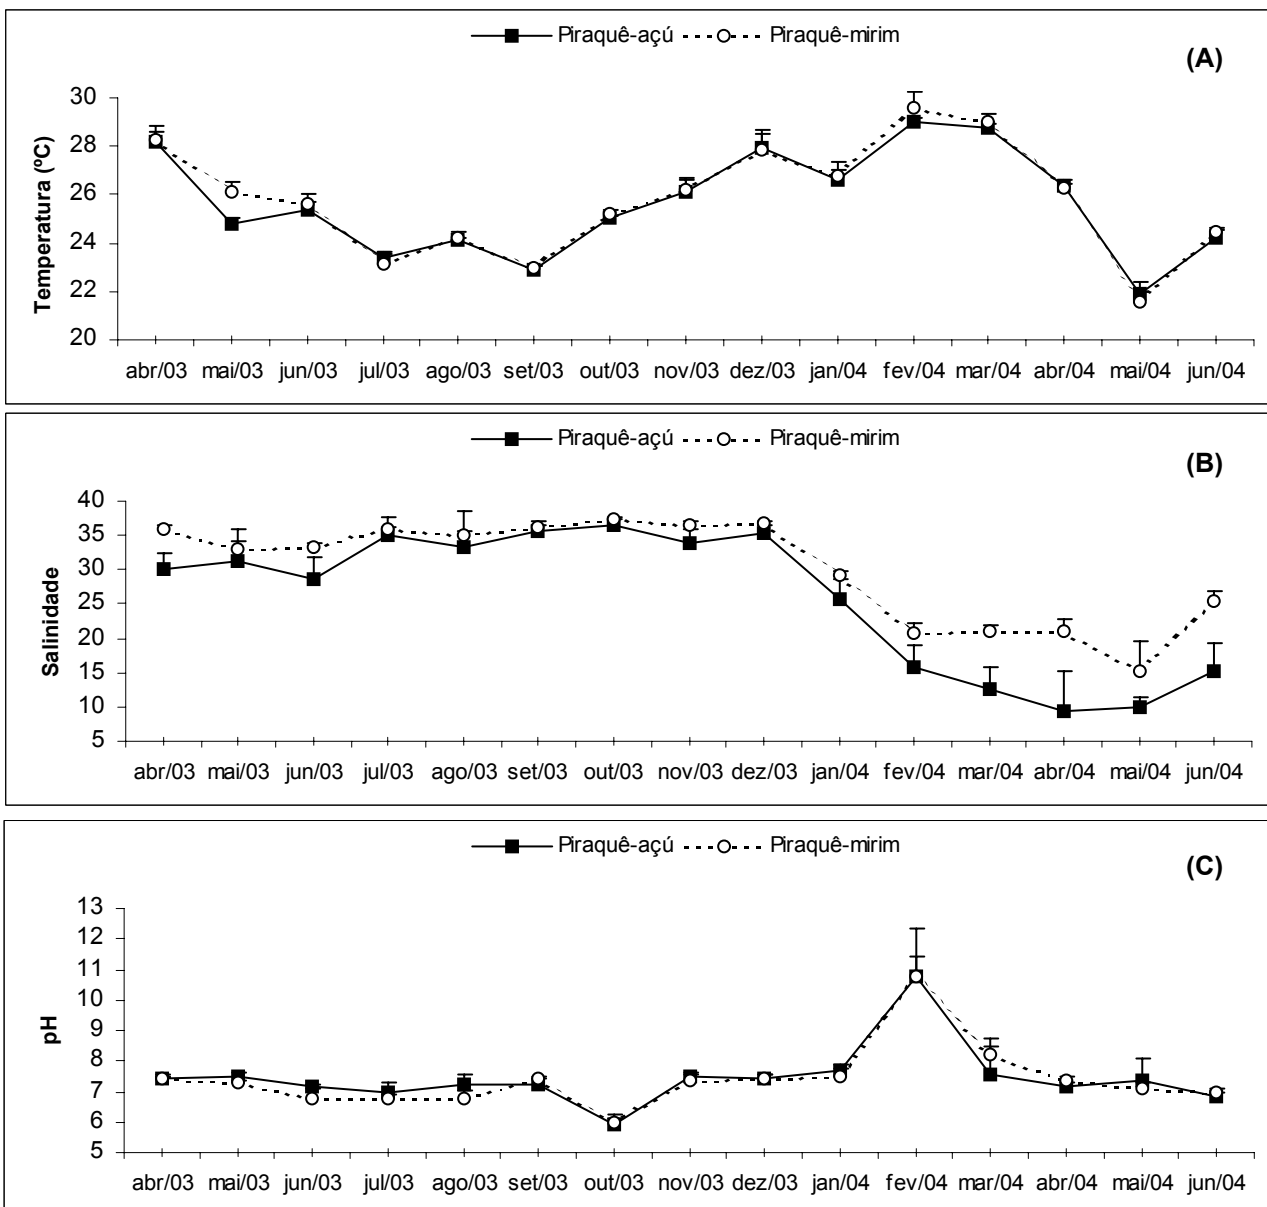 Piraquê-açú Piraquê-mirim
(A)
Temperatura (ºC)
30
28
26
24
22
20
abr/03 mai/03 jun/03 jul/03 ago/03 set/03 out/03 nov/03 dez/03 jan/04 fev/04 mar/04 abr/04 mai/04 jun/04
Piraquê-açú Piraquê-mirim
(B)
Salinidade
40
35
30
25
20
15
10
5
abr/03 mai/03 jun/03 jul/03 ago/03 set/03 out/03 nov/03 dez/03 jan/04 fev/04 mar/04 abr/04 mai/04 jun/04
Piraquê-açú Piraquê-mirim
(C)
pH
13
12
11
10
9
8
7
6
5
abr/03 mai/03 jun/03 jul/03 ago/03 set/03 out/03 nov/03 dez/03 jan/04 fev/04 mar/04 abr/04 mai/04 jun/04